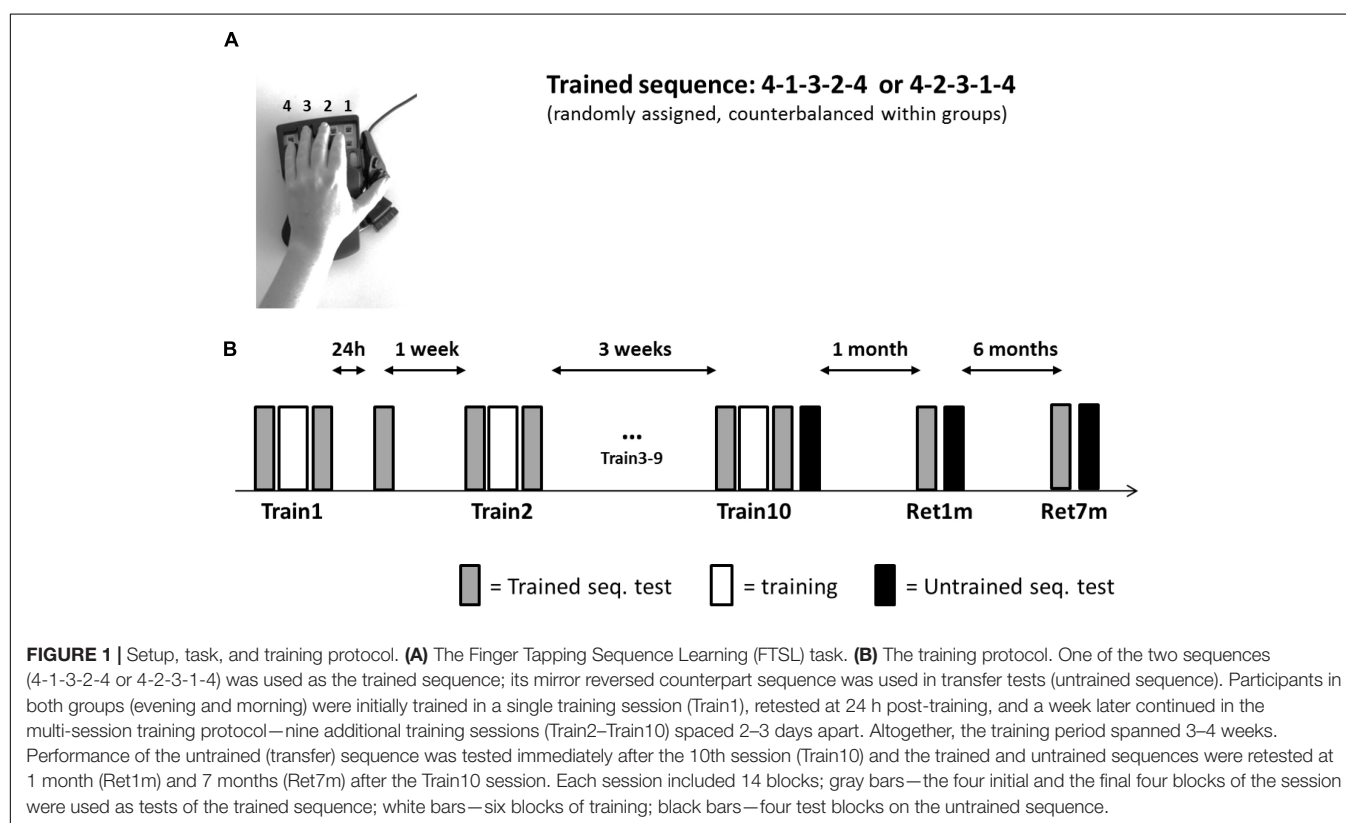 A
4 3 2 1
Trained sequence: 4-1-3-2-4 or 4-2-3-1-4
(randomly assigned, counterbalanced within groups)
B
24h 1 week 3 weeks 1 month 6 months
...
Train3-9
Train1 Train2 Train10 Ret1m Ret7m
= Trained seq. test = training = Untrained seq. test
FIGURE 1 | Setup, task, and training protocol. (A) The Finger Tapping Sequence Learning (FTSL) task. (B) The training protocol. One of the two sequences
(4-1-3-2-4 or 4-2-3-1-4) was used as the trained sequence; its mirror reversed counterpart sequence was used in transfer tests (untrained sequence). Participants in
both groups (evening and morning) were initially trained in a single training session (Train1), retested at 24 h post-training, and a week later continued in the
multi-session training protocol—nine additional training sessions (Train2–Train10) spaced 2–3 days apart. Altogether, the training period spanned 3–4 weeks.
Performance of the untrained (transfer) sequence was tested immediately after the 10th session (Train10) and the trained and untrained sequences were retested at
1 month (Ret1m) and 7 months (Ret7m) after the Train10 session. Each session included 14 blocks; gray bars—the four initial and the final four blocks of the session
were used as tests of the trained sequence; white bars—six blocks of training; black bars—four test blocks on the untrained sequence.